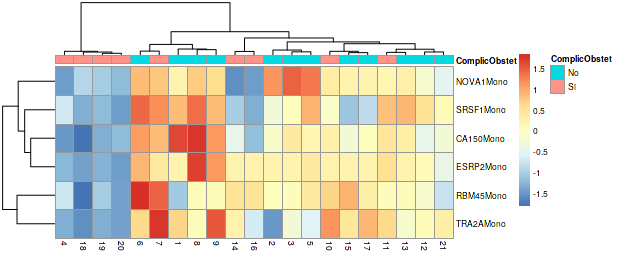 ComplicObstet
NOVA1Mono
SRSF1Mono
CA150Mono
ESRP2Mono
RBM45Mono
TRA2AMono
4 18 19 20 6 7 1 8 9 14 16 2 3 5 10 15 17 11 13 12 21
1.5
1
0.5
0
-0.5
-1
-1.5
ComplicObstet
No
SI